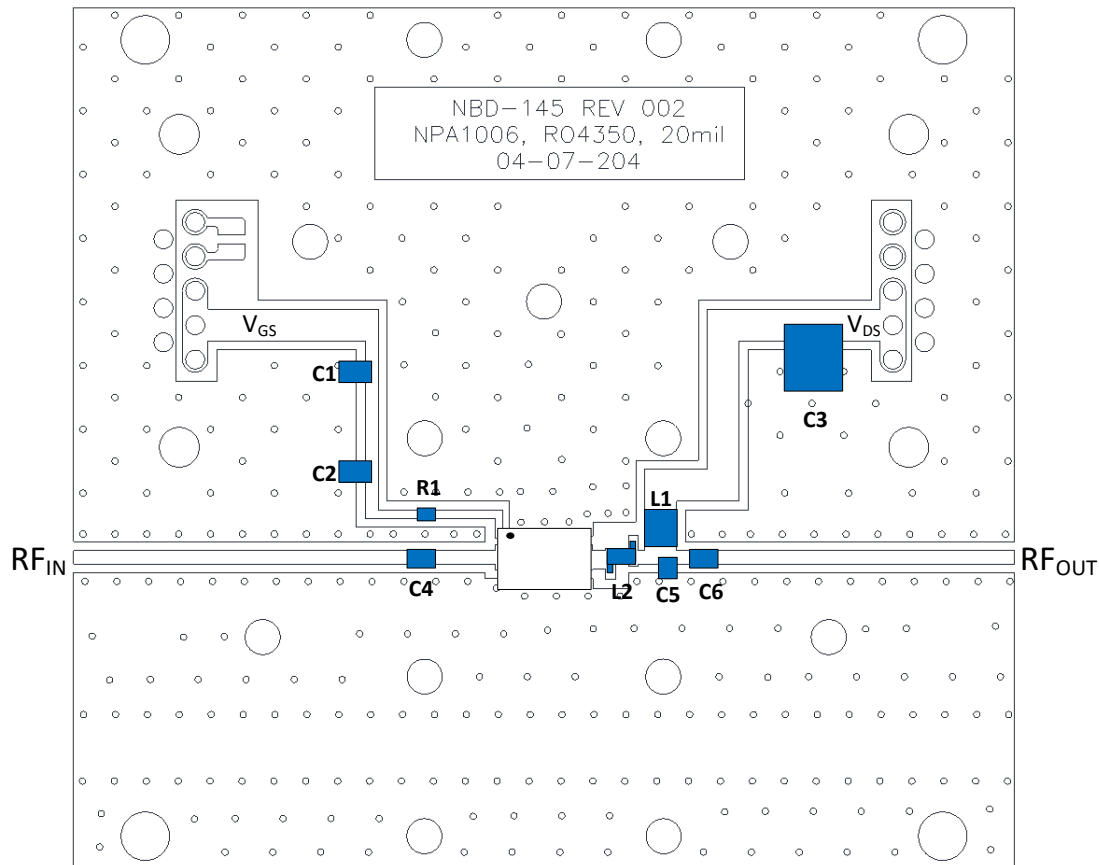 NBD-145 REV 002
NPA1006, RO4350, 20mil
04-07-204
VGS
VDS
C1
C3
C2
R1
L1
RFIN
RFOUT
C4
L2
C5
C6